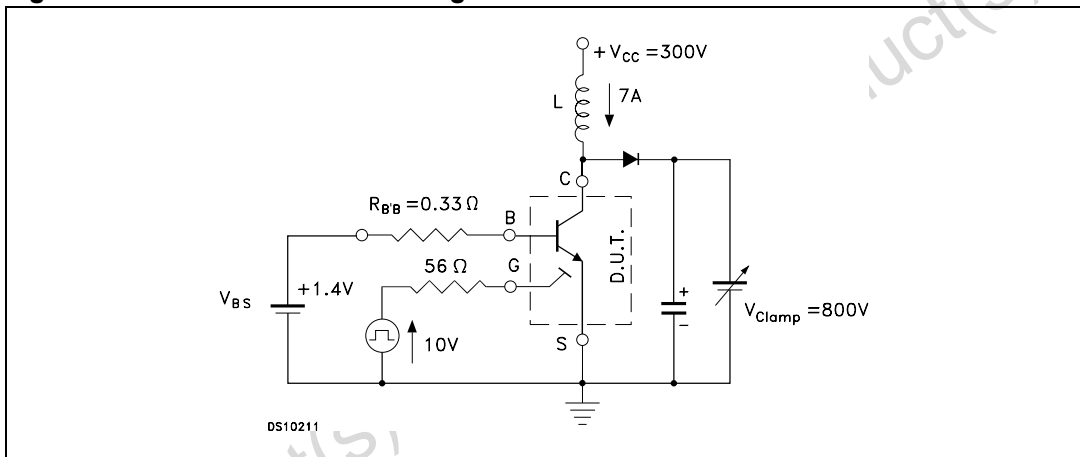 + V_CC = 300V
L
7A
C
R_B'B = 0.33 Ω
B
D.U.T.
56 Ω
G
V_BS
+1.4V
10V
+
−
V_Clamp = 800V
S
DS10211